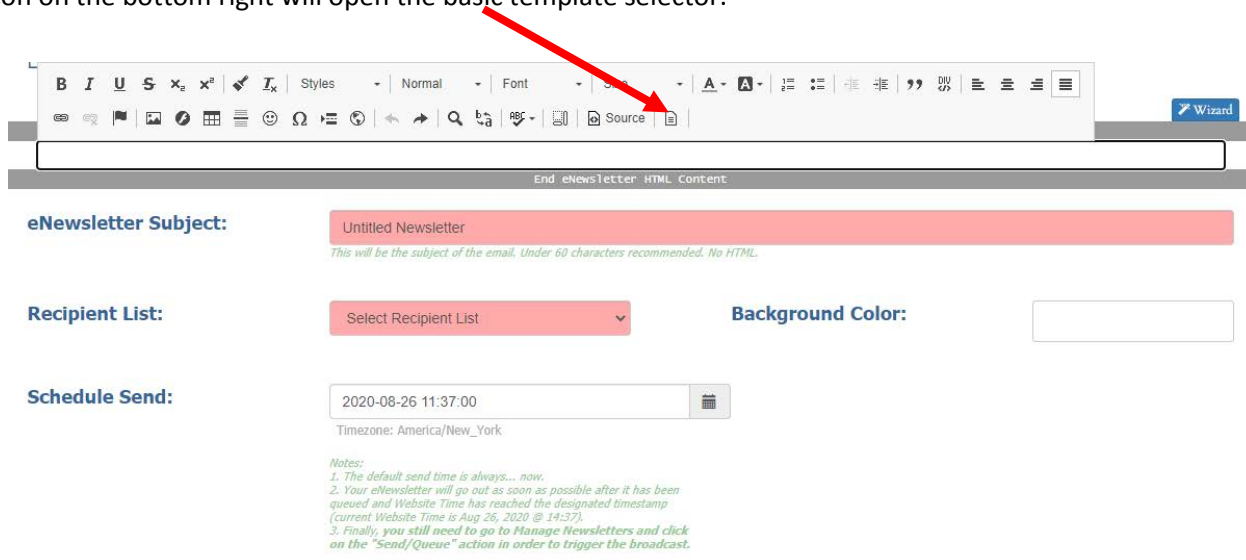 on on the bottom right will open the basic template selector.
B I U S x₂ x² Iₓ Styles Normal Font Size A A DIV
ABC Source Wizard
End eNewsletter HTML Content
eNewsletter Subject: Untitled Newsletter
This will be the subject of the email. Under 60 characters recommended. No HTML.
Recipient List: Select Recipient List Background Color:
Schedule Send: 2020-08-26 11:37:00
Timezone: America/New_York
Notes:
1. The default send time is always... now.
2. Your eNewsletter will go out as soon as possible after it has been
queued and Website Time has reached the designated timestamp
(current Website Time is Aug 26, 2020 @ 14:37).
3. Finally, you still need to go to Manage Newsletters and click
on the "Send/Queue" action in order to trigger the broadcast.